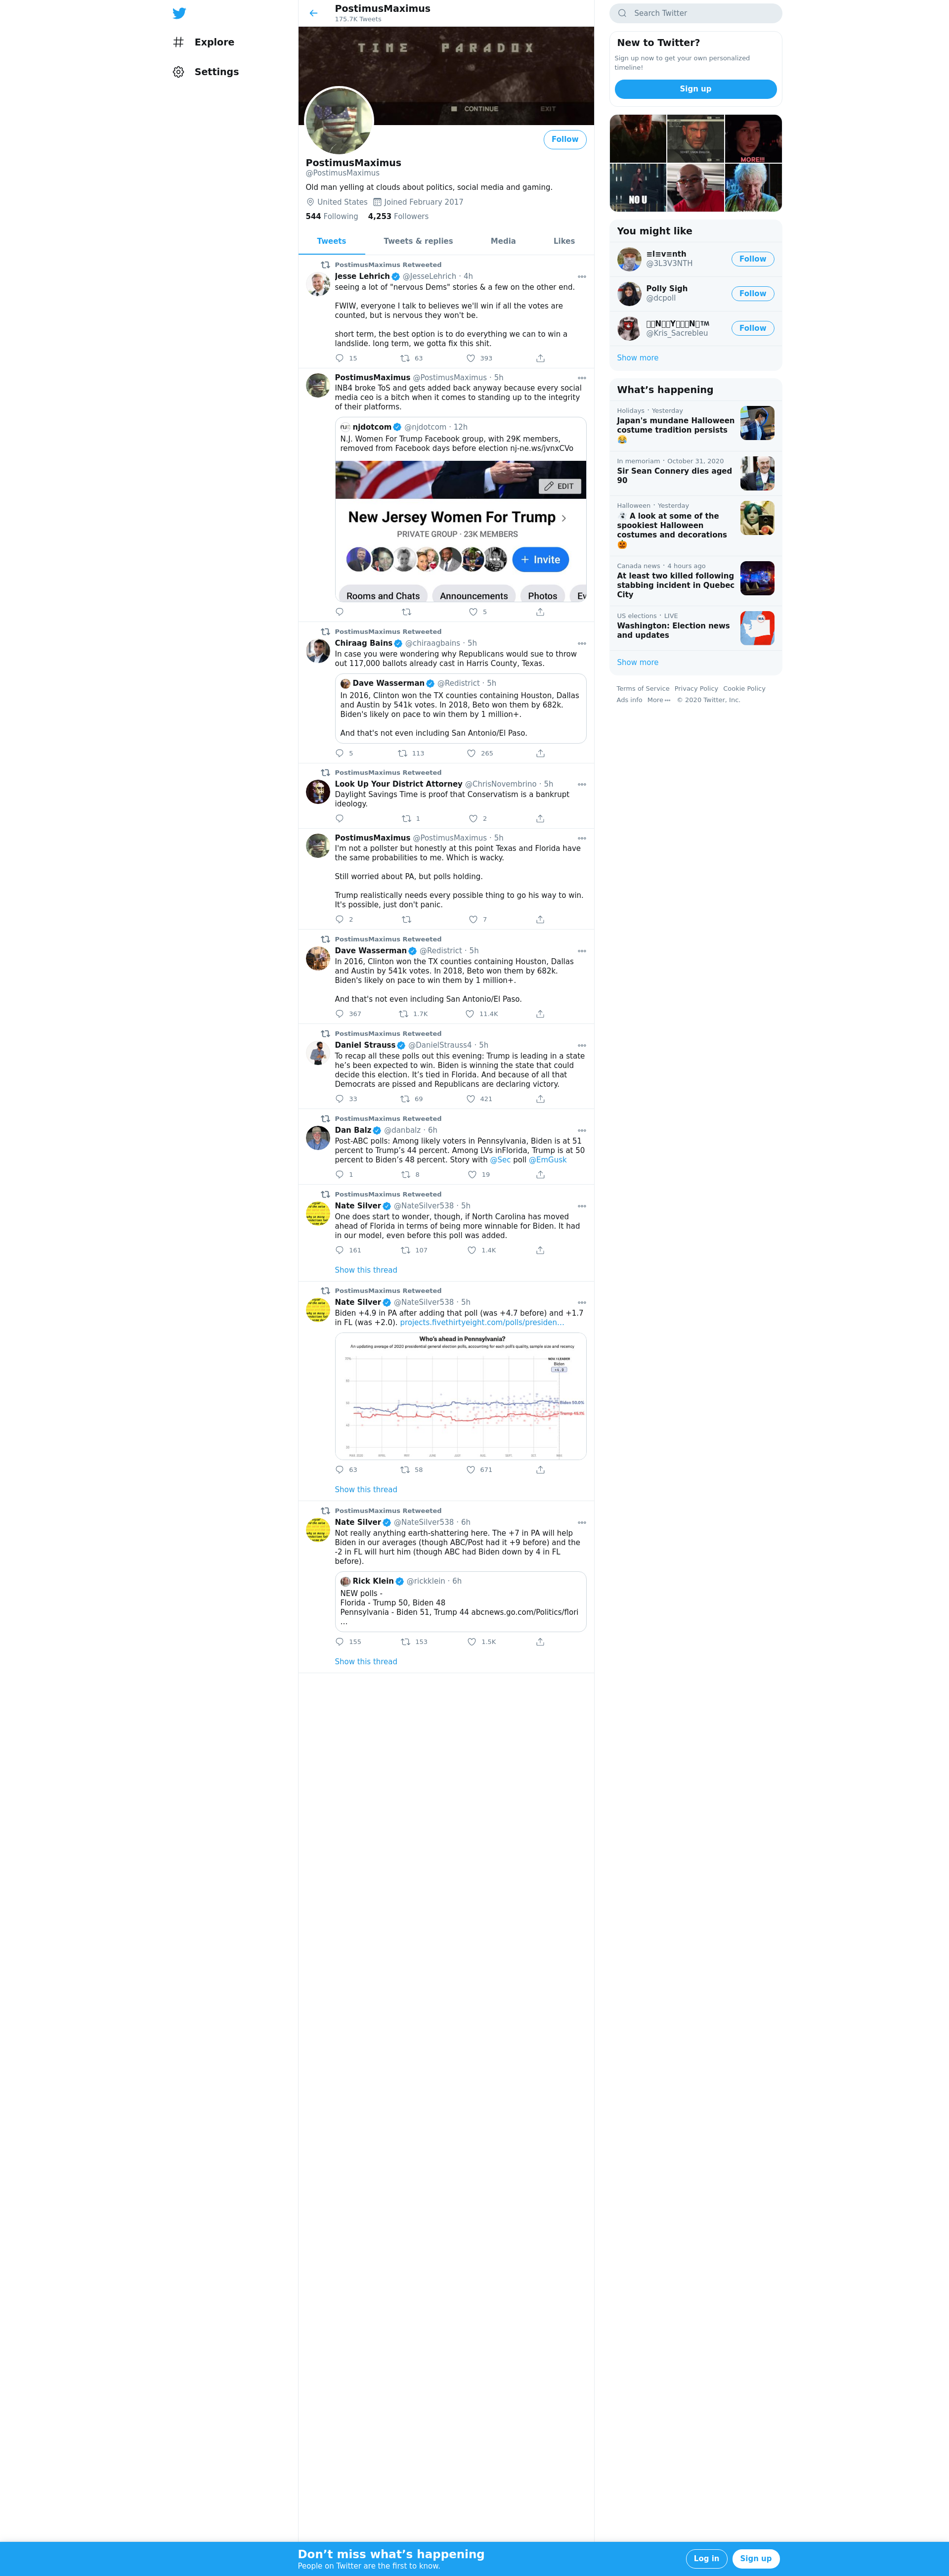 Explore
Settings
PostimusMaximus
175.7K Tweets
TIME PARADOX
CONTINUE EXIT
Follow
PostimusMaximus
@PostimusMaximus
Old man yelling at clouds about politics, social media and gaming.
United States Joined February 2017
544 Following 4,253 Followers
Tweets Tweets & replies Media Likes
PostimusMaximus Retweeted
Jesse Lehrich @JesseLehrich · 4h
seeing a lot of "nervous Dems" stories & a few on the other end.
FWIW, everyone I talk to believes we'll win if all the votes are
counted, but is nervous they won't be.
short term, the best option is to do everything we can to win a
landslide. long term, we gotta fix this shit.
15 63 393
PostimusMaximus @PostimusMaximus · 5h
INB4 broke ToS and gets added back anyway because every social
media ceo is a bitch when it comes to standing up to the integrity
of their platforms.
njdotcom @njdotcom · 12h
N.J. Women For Trump Facebook group, with 29K members,
removed from Facebook days before election nj-ne.ws/jvnxCVo
EDIT
New Jersey Women For Trump
PRIVATE GROUP · 23K MEMBERS
+ Invite
Rooms and Chats Announcements Photos Ev
5
PostimusMaximus Retweeted
Chiraag Bains @chiraagbains · 5h
In case you were wondering why Republicans would sue to throw
out 117,000 ballots already cast in Harris County, Texas.
Dave Wasserman @Redistrict · 5h
In 2016, Clinton won the TX counties containing Houston, Dallas
and Austin by 541k votes. In 2018, Beto won them by 682k.
Biden's likely on pace to win them by 1 million+.
And that's not even including San Antonio/El Paso.
5 113 265
PostimusMaximus Retweeted
Look Up Your District Attorney @ChrisNovembrino · 5h
Daylight Savings Time is proof that Conservatism is a bankrupt
ideology.
1 2
PostimusMaximus @PostimusMaximus · 5h
I'm not a pollster but honestly at this point Texas and Florida have
the same probabilities to me. Which is wacky.
Still worried about PA, but polls holding.
Trump realistically needs every possible thing to go his way to win.
It's possible, just don't panic.
2 7
PostimusMaximus Retweeted
Dave Wasserman @Redistrict · 5h
In 2016, Clinton won the TX counties containing Houston, Dallas
and Austin by 541k votes. In 2018, Beto won them by 682k.
Biden's likely on pace to win them by 1 million+.
And that's not even including San Antonio/El Paso.
367 1.7K 11.4K
PostimusMaximus Retweeted
Daniel Strauss @DanielStrauss4 · 5h
To recap all these polls out this evening: Trump is leading in a state
he's been expected to win. Biden is winning the state that could
decide this election. It's tied in Florida. And because of all that
Democrats are pissed and Republicans are declaring victory.
33 69 421
PostimusMaximus Retweeted
Dan Balz @danbalz · 6h
Post-ABC polls: Among likely voters in Pennsylvania, Biden is at 51
percent to Trump's 44 percent. Among LVs inFlorida, Trump is at 50
percent to Biden's 48 percent. Story with @Sec poll @EmGusk
1 8 19
PostimusMaximus Retweeted
Nate Silver @NateSilver538 · 5h
One does start to wonder, though, if North Carolina has moved
ahead of Florida in terms of being more winnable for Biden. It had
in our model, even before this poll was added.
161 107 1.4K
Show this thread
PostimusMaximus Retweeted
Nate Silver @NateSilver538 · 5h
Biden +4.9 in PA after adding that poll (was +4.7 before) and +1.7
in FL (was +2.0). projects.fivethirtyeight.com/polls/presiden...
Who's ahead in Pennsylvania?
An updating average of 2020 presidential general election polls, accounting for each poll's quality, sample size and recency
Biden
Biden 50.0%
Trump 45.1%
63 58 671
Show this thread
PostimusMaximus Retweeted
Nate Silver @NateSilver538 · 6h
Not really anything earth-shattering here. The +7 in PA will help
Biden in our averages (though ABC/Post had it +9 before) and the
-2 in FL will hurt him (though ABC had Biden down by 4 in FL
before).
Rick Klein @rickklein · 6h
NEW polls -
Florida - Trump 50, Biden 48
Pennsylvania - Biden 51, Trump 44 abcnews.go.com/Politics/flori
...
155 153 1.5K
Show this thread
Search Twitter
New to Twitter?
Sign up now to get your own personalized
timeline!
Sign up
MORE!!!
NO U
You might like
≡l≡v≡nth
@3L3V3NTH
Follow
Polly Sigh
@dcpoll
Follow
N Y N ™
@Kris_Sacrebleu
Follow
Show more
What's happening
Holidays · Yesterday
Japan's mundane Halloween
costume tradition persists
😂
In memoriam · October 31, 2020
Sir Sean Connery dies aged
90
Halloween · Yesterday
A look at some of the
spookiest Halloween
costumes and decorations
🎃
Canada news · 4 hours ago
At least two killed following
stabbing incident in Quebec
City
US elections · LIVE
Washington: Election news
and updates
Show more
Terms of Service Privacy Policy Cookie Policy
Ads info More © 2020 Twitter, Inc.
Don't miss what's happening
People on Twitter are the first to know.
Log in Sign up